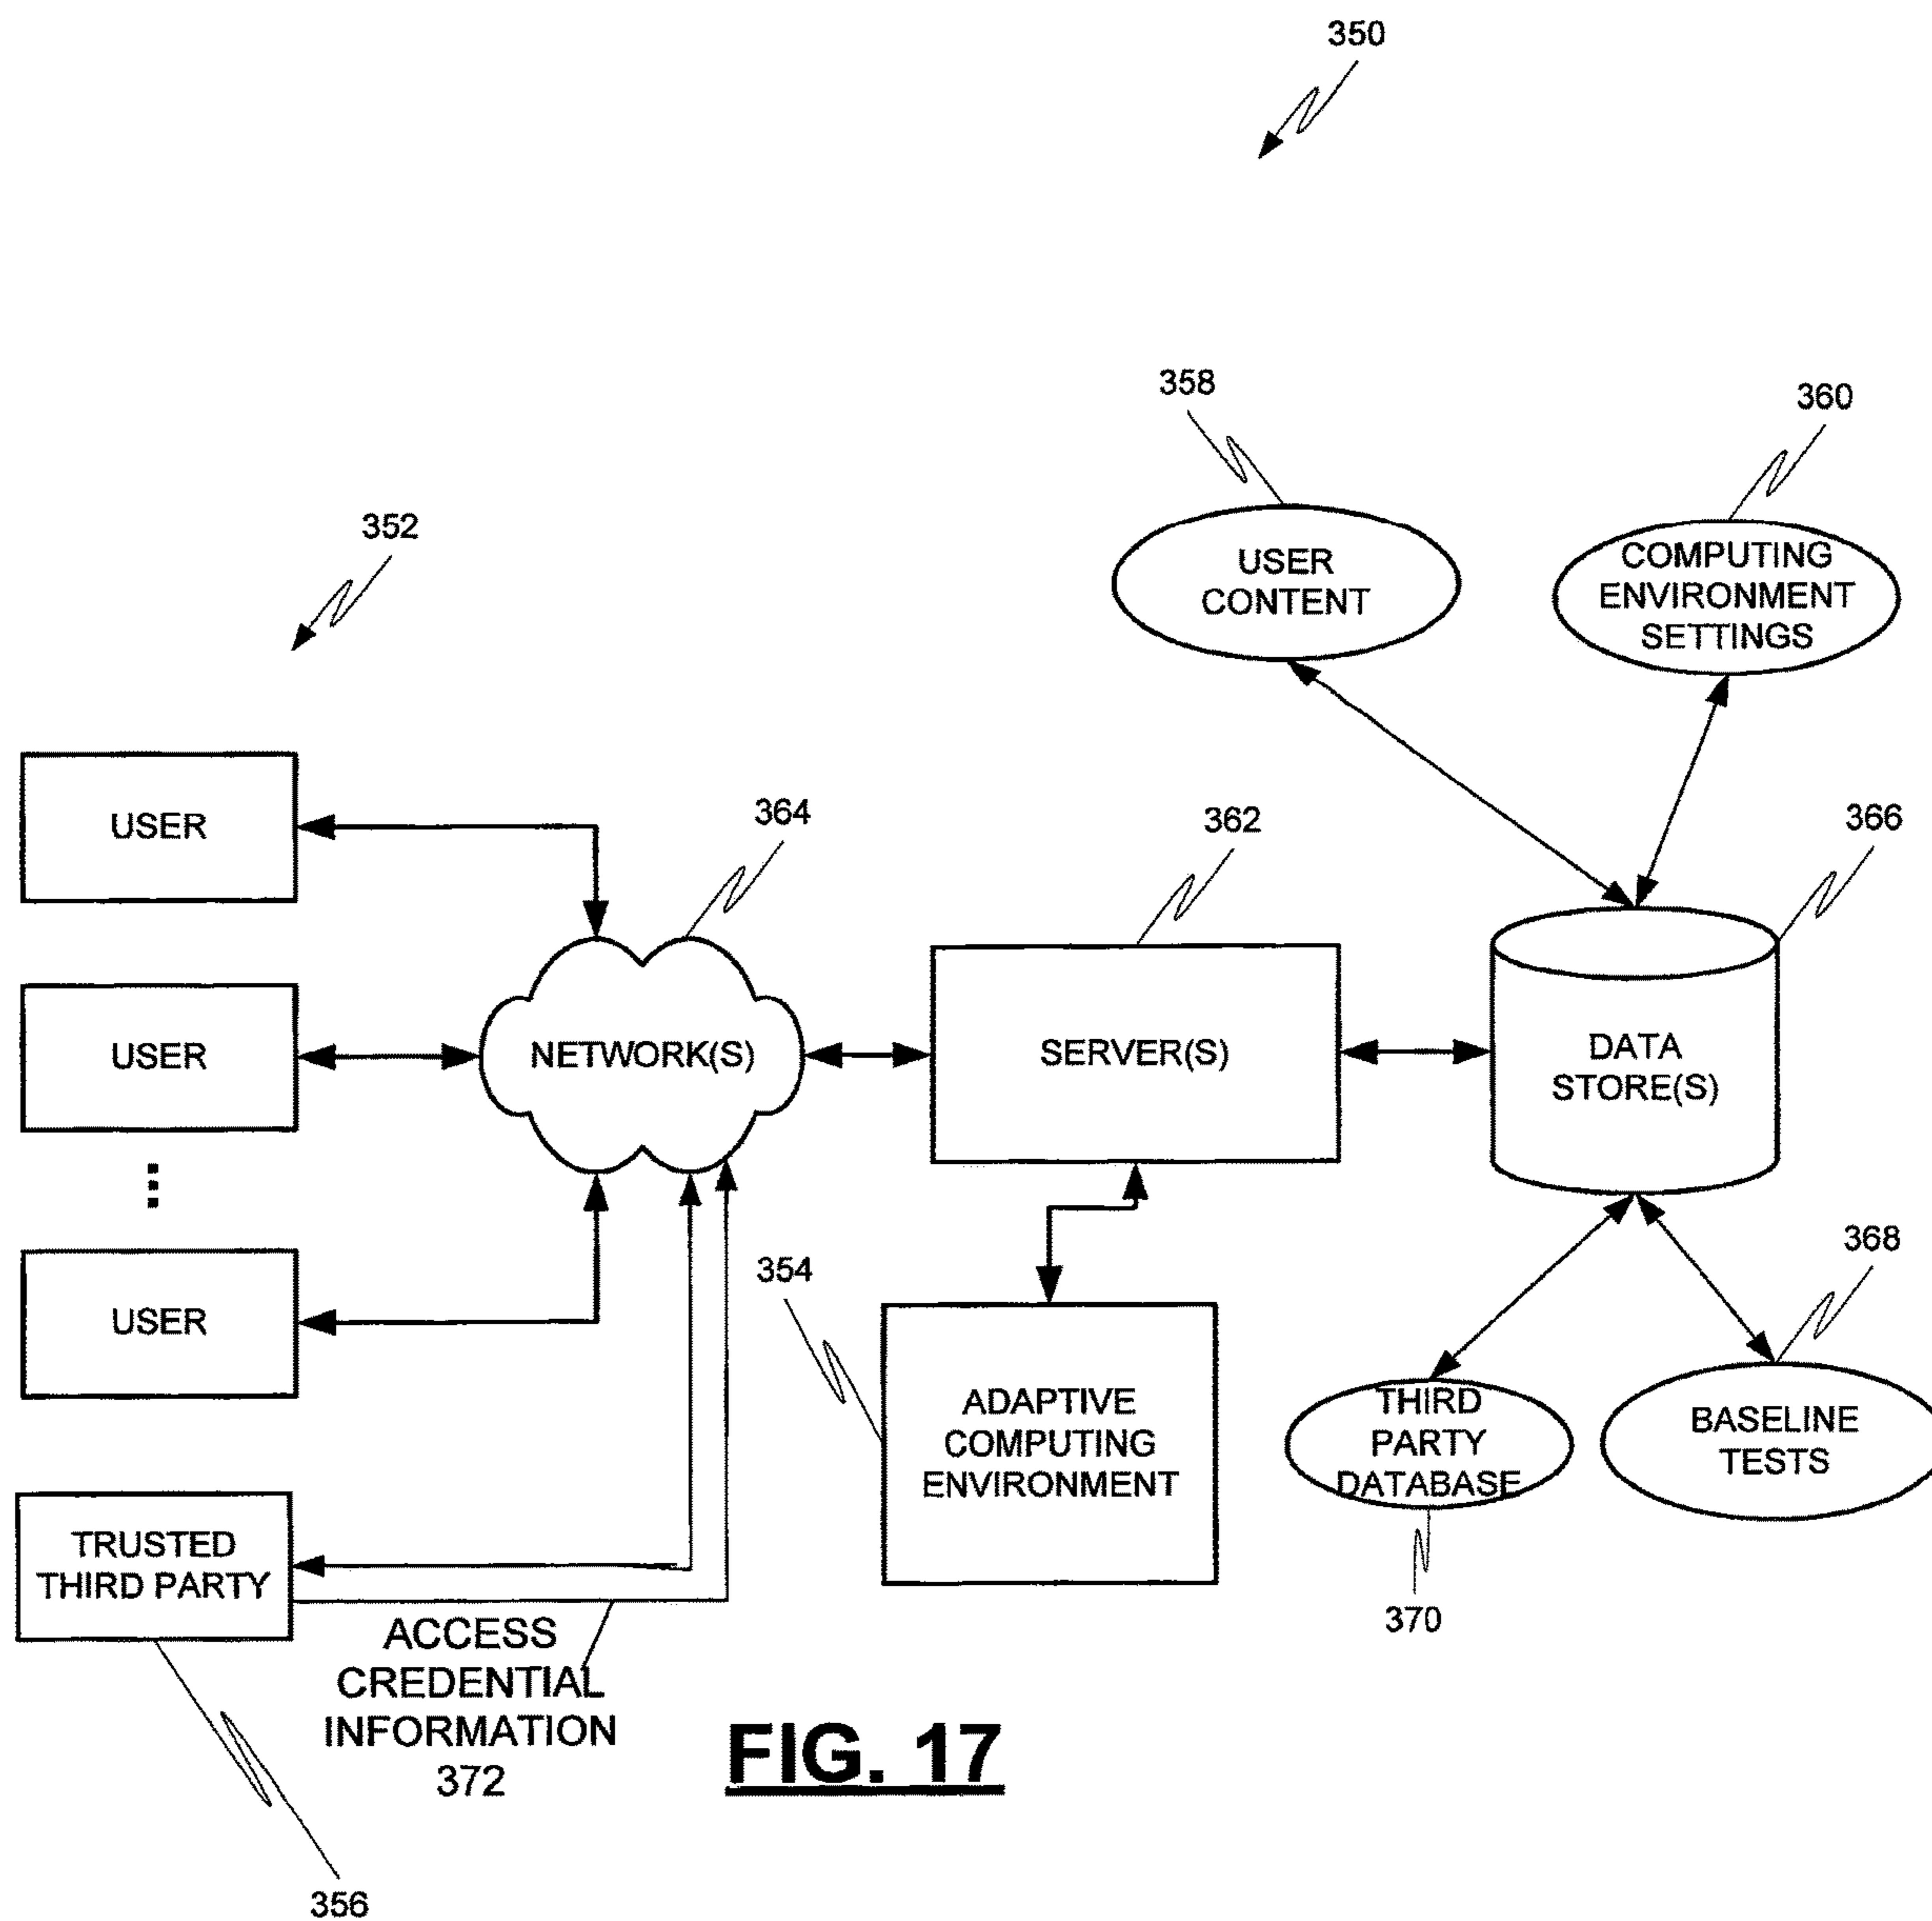 350
358
360
352
USER
CONTENT
COMPUTING
ENVIRONMENT
SETTINGS
364
362
366
USER
USER
NETWORK(S)
SERVER(S)
DATA
STORE(S)
USER
354
368
ADAPTIVE
COMPUTING
ENVIRONMENT
THIRD
PARTY
DATABASE
BASELINE
TESTS
TRUSTED
THIRD PARTY
370
ACCESS
CREDENTIAL
INFORMATION
372
356
FIG. 17